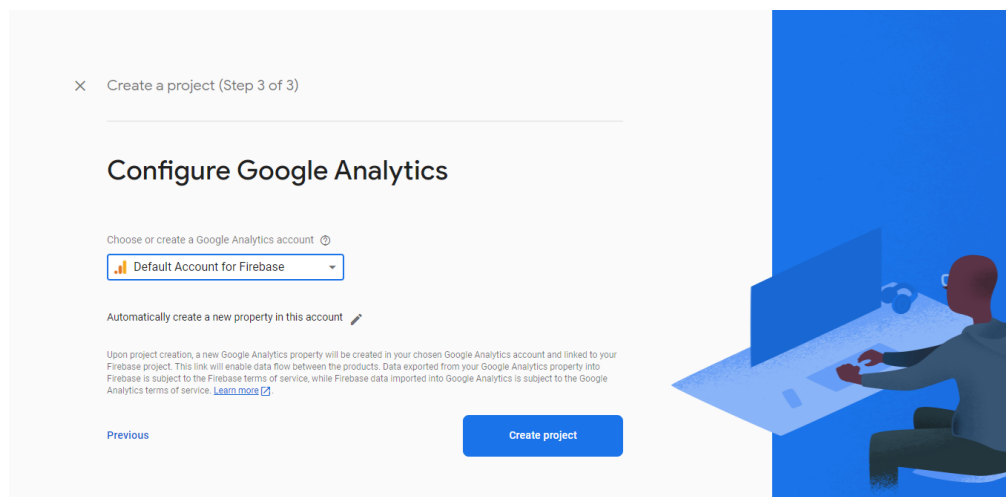 Create a project (Step 3 of 3)
Configure Google Analytics
Choose or create a Google Analytics account
Default Account for Firebase
Automatically create a new property in this account
Upon project creation, a new Google Analytics property will be created in your chosen Google Analytics account and linked to your
Firebase project. This link will enable data flow between the products. Data exported from your Google Analytics property into
Firebase is subject to the Firebase terms of service, while Firebase data imported into Google Analytics is subject to the Google
Analytics terms of service. Learn more.
Previous
Create project